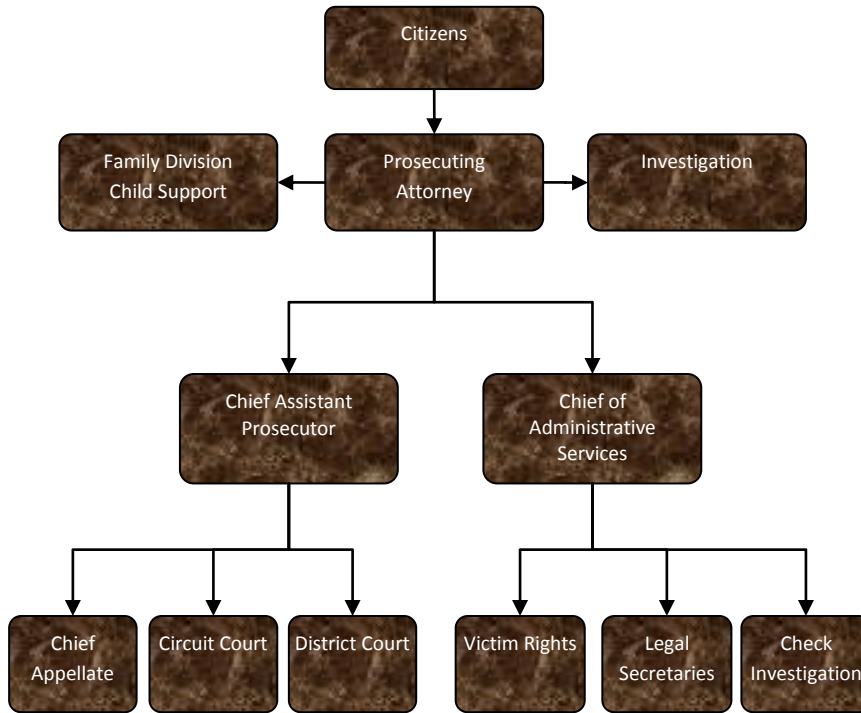 Citizens
Family Division
Child Support
Prosecuting
Attorney
Investigation
Chief Assistant
Prosecutor
Chief of
Administrative
Services
Chief
Appellate
Circuit Court
District Court
Victim Rights
Legal
Secretaries
Check
Investigation